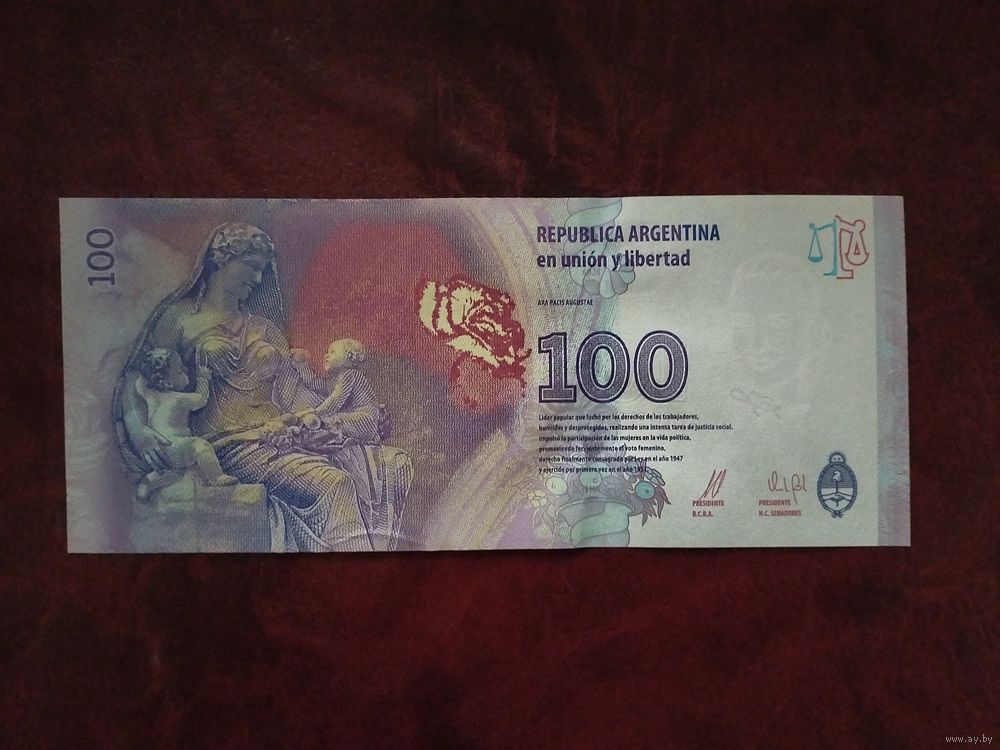 100
REPUBLICA ARGENTINA
en unión y libertad
ARA PACIS AUGUSTAE
100
Líder popular que luchó por los derechos de los trabajadores,
humildes y desprotegidos, realizando una intensa tarea de justicia social.
Impulsó la participación de las mujeres en la vida política,
promoviendo fervientemente el voto femenino,
derecho finalmente consagrado por Ley en el año 1947
y ejercido por primera vez en el año 1951.
PRESIDENTE
B.C.R.A.
PRESIDENTE
H.C. SENADORES
www.ay.by